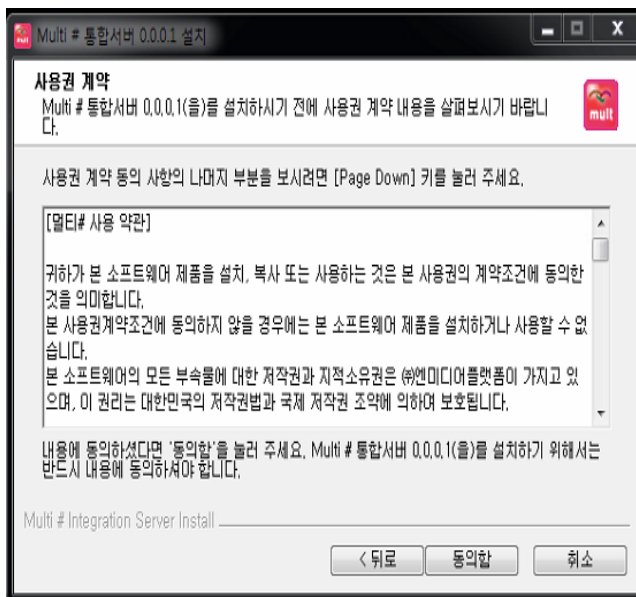 mult
Multi # 통합서버 0.0.0.1 설치
사용권 계약
Multi # 통합서버 0.0.0.1(을)를 설치하시기 전에 사용권 계약 내용을 살펴보시기 바랍니
다.
mult
사용권 계약 동의 사항의 나머지 부분을 보시려면 [Page Down] 키를 눌러 주세요.
[멀티# 사용 약관]
귀하가 본 소프트웨어 제품을 설치, 복사 또는 사용하는 것은 본 사용권의 계약조건에 동의한
것을 의미합니다.
본 사용권계약조건에 동의하지 않을 경우에는 본 소프트웨어 제품을 설치하거나 사용할 수 없
습니다.
본 소프트웨어의 모든 부속물에 대한 저작권과 지적소유권은 ㈜엔미디어플랫폼이 가지고 있
으며, 이 권리는 대한민국의 저작권법과 국제 저작권 조약에 의하여 보호됩니다.
내용에 동의하셨다면 '동의함'을 눌러 주세요. Multi # 통합서버 0.0.0.1(을)를 설치하기 위해서는
반드시 내용에 동의하셔야 합니다.
Multi # Integration Server Install
< 뒤로
동의함
취소